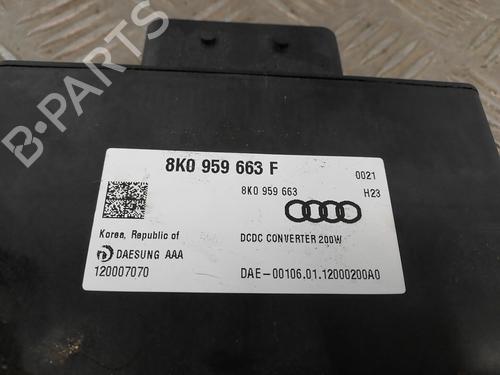 8K0 959 663 F
0021
8K0 959 663
H23
Korea, Republic of
DCDC CONVERTER 200W
DAESUNG AAA
120007070
DAE-00106.01.12000200A0
B-PARTS